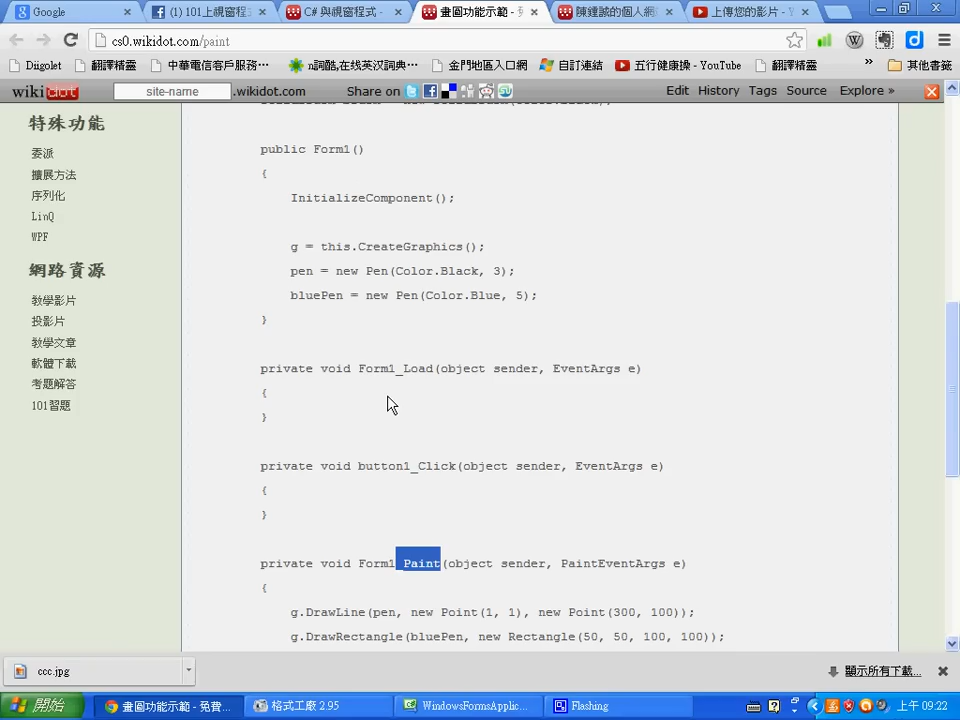 Google
(1) 101上視窗程
C# 與視窗程式 -
畫圖功能示範 -
陳鍾誠的個人網
上傳您的影片 - Y
cs0.wikidot.com/paint
Diigolet
翻譯精靈
中華電信客戶服務···
n詞酷,在线英汉词典···
金門地區入口網
自訂連結
五行健康操 - YouTube
翻譯精靈
»
其他書籤
wikidot
site-name
.wikidot.com
Share on
Edit
History
Tags
Source
Explore »
特殊功能
委派
擴展方法
序列化
LinQ
WPF
網路資源
教學影片
投影片
教學文章
軟體下載
考題解答
101習題
public Form1()
{
InitializeComponent();
g = this.CreateGraphics();
pen = new Pen(Color.Black, 3);
bluePen = new Pen(Color.Blue, 5);
}
private void Form1_Load(object sender, EventArgs e)
{
}
private void button1_Click(object sender, EventArgs e)
{
}
private void Form1_Paint(object sender, PaintEventArgs e)
{
g.DrawLine(pen, new Point(1, 1), new Point(300, 100));
g.DrawRectangle(bluePen, new Rectangle(50, 50, 100, 100));
ccc.jpg
顯示所有下載...
開始
畫圖功能示範 - 免費...
格式工廠 2.95
WindowsFormsApplic...
Flashing
上午 09:22